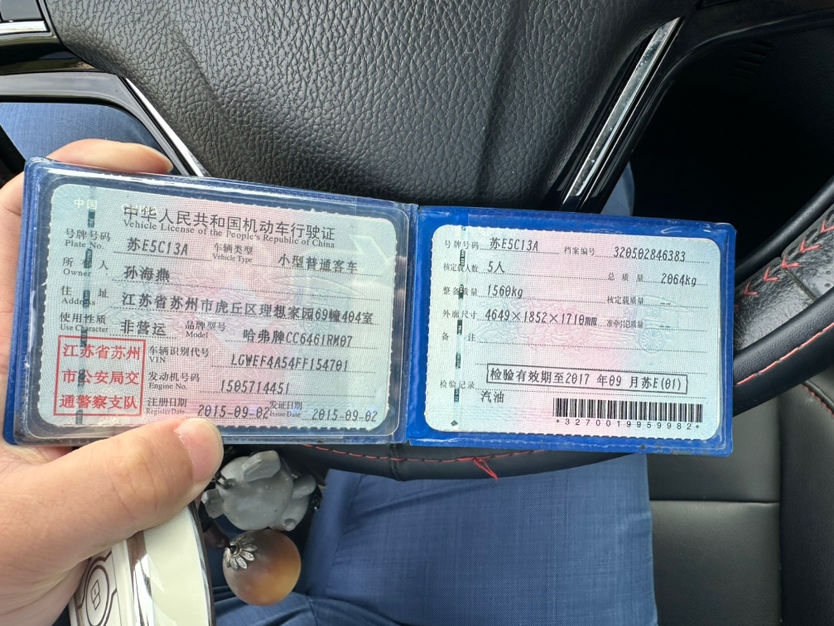 中国
中华人民共和国机动车行驶证
Vehicle License of the People's Republic of China
号牌号码 苏E5C13A 车辆类型 小型普通客车
Plate No. Vehicle Type
所有人 孙海燕
Owner
住址 江苏省苏州市虎丘区理想家园69幢404室
Address
使用性质 非营运 品牌型号 哈弗牌CC6461RM07
Use Character Model
江苏省苏州
市公安局交
通警察支队
车辆识别代号 LGWEF4A54FF154701
VIN
发动机号码 1505714451
Engine No.
注册日期 2015-09-02 发证日期 2015-09-02
Register Date Issue Date
号牌号码 苏E5C13A 档案编号 320502846383
核定载人数 5人 总质量 2064kg
整备质量 1560kg 核定载质量 --
外廓尺寸 4649×1852×1710mm 准牵引总质量 --
备注
检验有效期至2017年09月苏E(01)
检验记录
汽油
*3270019959982*